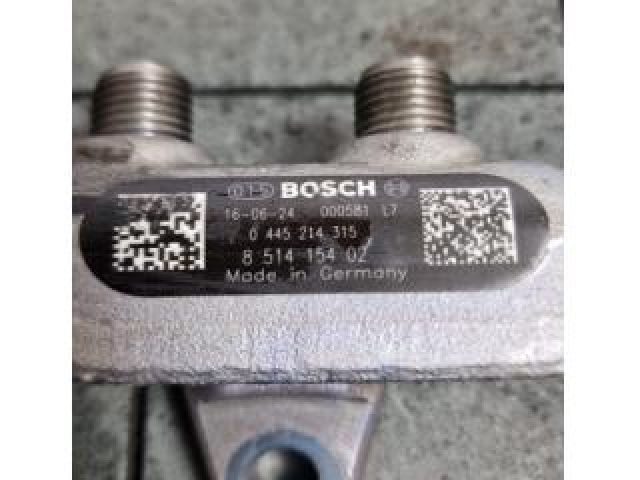 BOSCH
16-06-24 000581 L7
0 445 214 315
8 514 154 02
Made in Germany